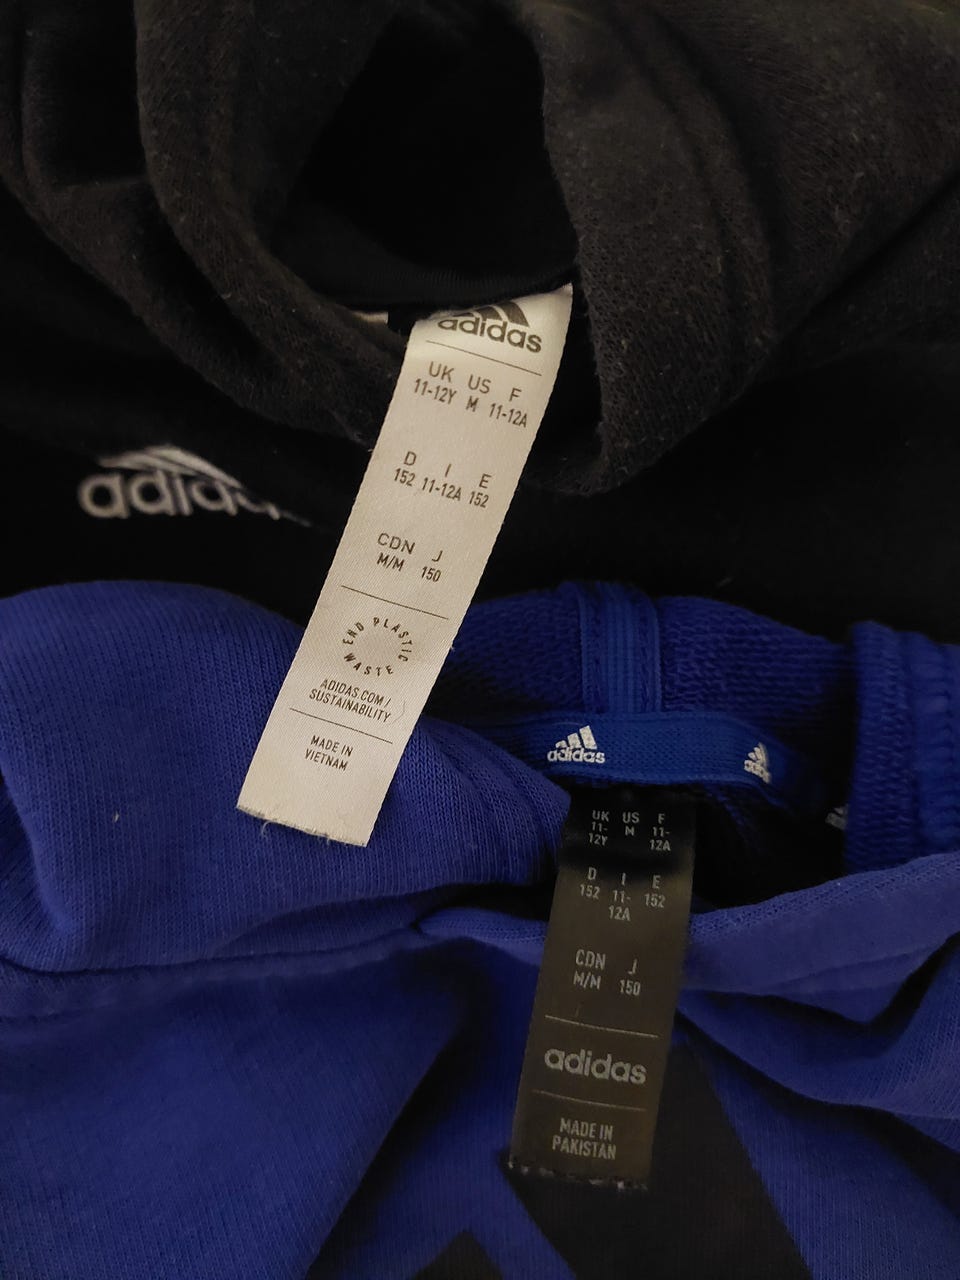 adidas
UK US F
11-12Y M 11-12A
D I E
152 11-12A 152
CDN J
M/M 150
END PLASTIC WASTE
ADIDAS.COM/
SUSTAINABILITY
MADE IN
VIETNAM
adidas
adidas
adidas
UK US F
11- M 11-
12Y 12A
D I E
152 11- 152
12A
CDN J
M/M 150
adidas
MADE IN
PAKISTAN